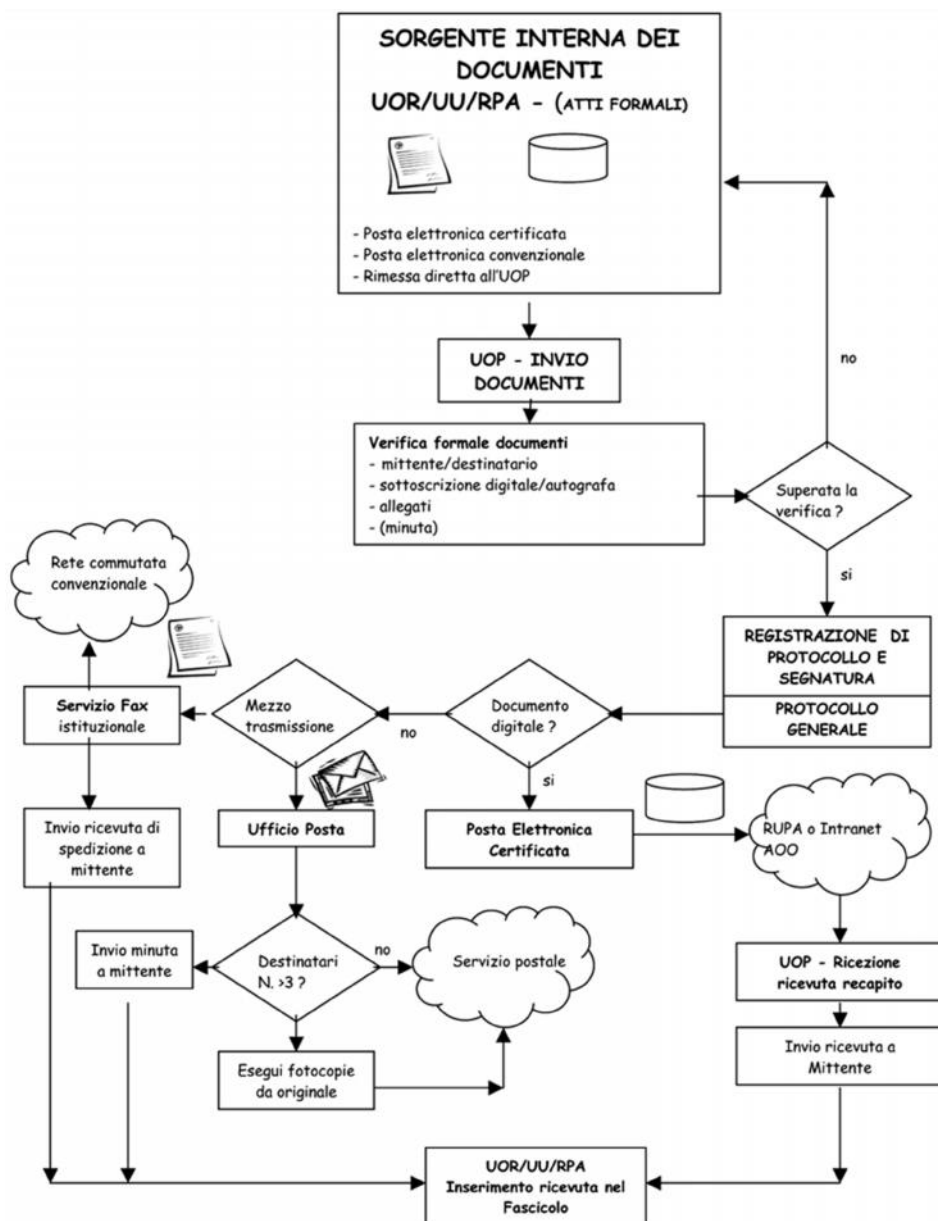 SORGENTE INTERNA DEI
DOCUMENTI
UOR/UU/RPA - (ATTI FORMALI)
- Posta elettronica certificata
- Posta elettronica convenzionale
- Rimessa diretta all'UOP
UOP - INVIO
DOCUMENTI
no
Verifica formale documenti
- mittente/destinatario
- sottoscrizione digitale/autografa
- allegati
- (minuta)
Superata la
verifica ?
si
Rete commutata
convenzionale
REGISTRAZIONE DI
PROTOCOLLO E
SEGNATURA
PROTOCOLLO
GENERALE
Servizio Fax
istituzionale
Mezzo
trasmissione
no
Documento
digitale ?
si
Invio ricevuta di
spedizione a
mittente
Ufficio Posta
Posta Elettronica
Certificata
RUPA o Intranet
AOO
Invio minuta
a mittente
Destinatari
N. >3 ?
no
Servizio postale
UOP - Ricezione
ricevuta recapito
Esegui fotocopie
da originale
Invio ricevuta a
Mittente
UOR/UU/RPA
Inserimento ricevuta nel
Fascicolo